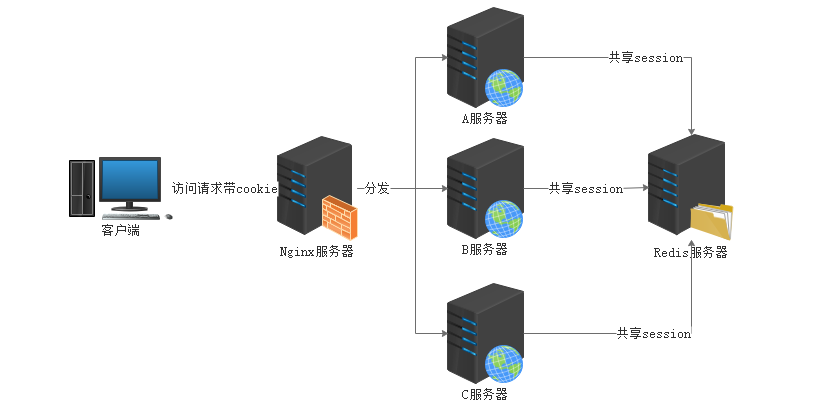 共享session
A服务器
访问请求带cookie
分发
共享session
客户端
Nginx服务器
B服务器
Redis服务器
共享session
C服务器